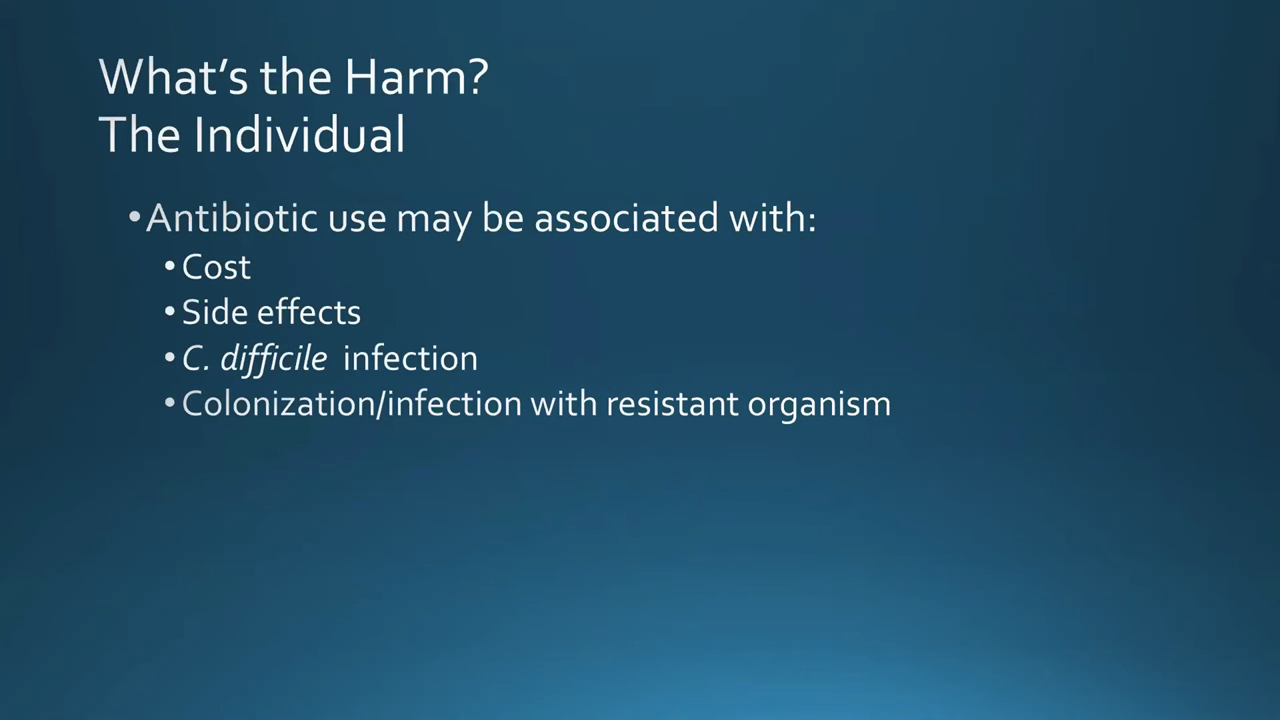 What's the Harm?
The Individual
•Antibiotic use may be associated with:
•Cost
•Side effects
•C. difficile infection
•Colonization/infection with resistant organism